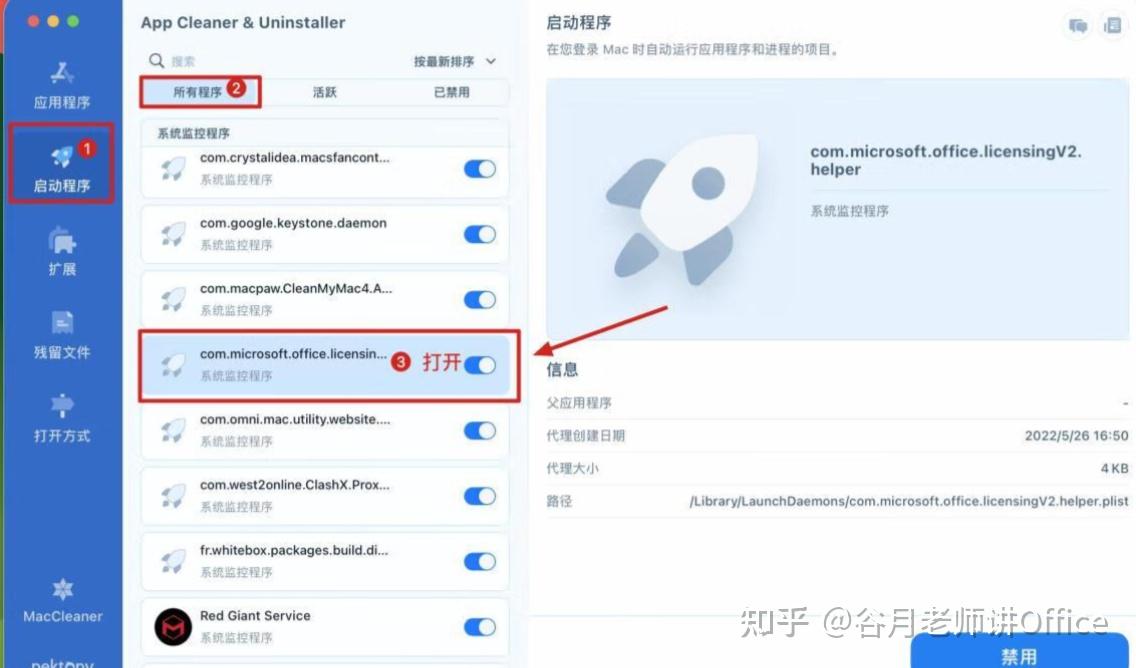 App Cleaner & Uninstaller
搜索
按最新排序
所有程序
2
活跃
已禁用
应用程序
1
启动程序
扩展
残留文件
打开方式
MacCleaner
nektony
系统监控程序
com.crystalidea.macsfancont...
系统监控程序
com.google.keystone.daemon
系统监控程序
com.macpaw.CleanMyMac4.A...
系统监控程序
com.microsoft.office.licensin...
3
打开
系统监控程序
com.omni.mac.utility.website....
系统监控程序
com.west2online.ClashX.Prox...
系统监控程序
fr.whitebox.packages.build.di...
系统监控程序
Red Giant Service
系统监控程序
启动程序
在您登录 Mac 时自动运行应用程序和进程的项目。
com.microsoft.office.licensingV2.
helper
系统监控程序
信息
父应用程序 -
代理创建日期 2022/5/26 16:50
代理大小 4 KB
路径 /Library/LaunchDaemons/com.microsoft.office.licensingV2.helper.plist
知乎 @谷月老师讲Office
禁用